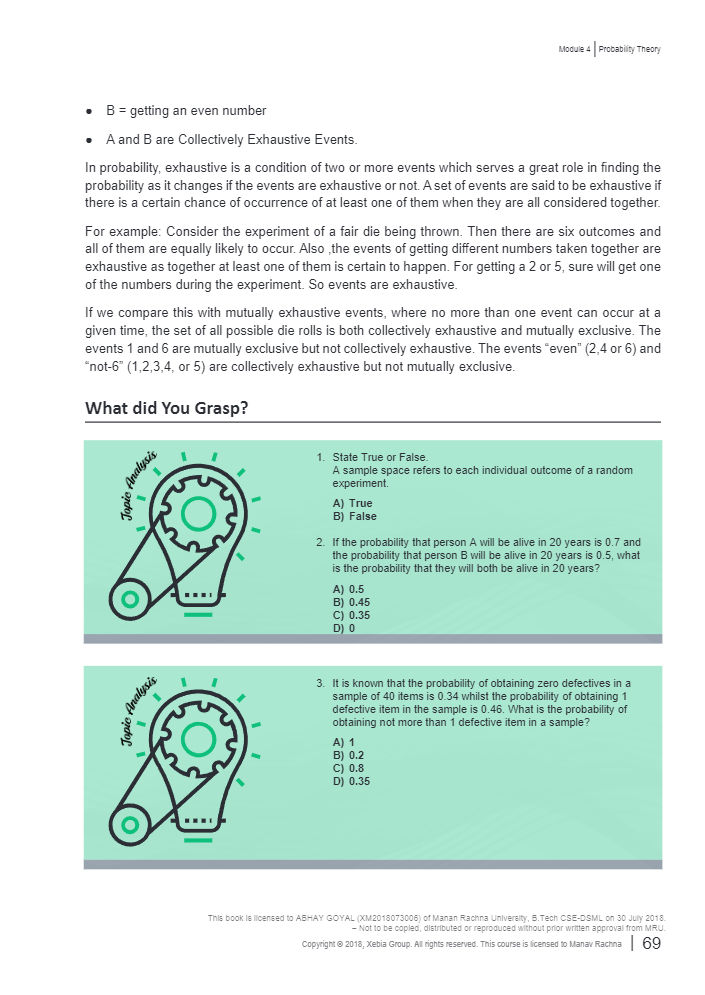 Module 4 | Probability Theory
● B = getting an even number
● A and B are Collectively Exhaustive Events.
In probability, exhaustive is a condition of two or more events which serves a great role in finding the
probability as it changes if the events are exhaustive or not. A set of events are said to be exhaustive if
there is a certain chance of occurrence of at least one of them when they are all considered together.
For example: Consider the experiment of a fair die being thrown. Then there are six outcomes and
all of them are equally likely to occur. Also ,the events of getting different numbers taken together are
exhaustive as together at least one of them is certain to happen. For getting a 2 or 5, sure will get one
of the numbers during the experiment. So events are exhaustive.
If we compare this with mutually exhaustive events, where no more than one event can occur at a
given time, the set of all possible die rolls is both collectively exhaustive and mutually exclusive. The
events 1 and 6 are mutually exclusive but not collectively exhaustive. The events “even” (2,4 or 6) and
“not-6” (1,2,3,4, or 5) are collectively exhaustive but not mutually exclusive.
What did You Grasp?
Topic Analysis
1. State True or False.
A sample space refers to each individual outcome of a random
experiment.
A) True
B) False
2. If the probability that person A will be alive in 20 years is 0.7 and
the probability that person B will be alive in 20 years is 0.5, what
is the probability that they will both be alive in 20 years?
A) 0.5
B) 0.45
C) 0.35
D) 0
Topic Analysis
3. It is known that the probability of obtaining zero defectives in a
sample of 40 items is 0.34 whilst the probability of obtaining 1
defective item in the sample is 0.46. What is the probability of
obtaining not more than 1 defective item in a sample?
A) 1
B) 0.2
C) 0.8
D) 0.35
This book is licensed to ABHAY GOYAL (XM2018073006) of Manan Rachna University, B.Tech CSE-DSML on 30 July 2018.
– Not to be copied, distributed or reproduced without prior written approval from MRU.
Copyright © 2018, Xebia Group. All rights reserved. This course is licensed to Manav Rachna | 69